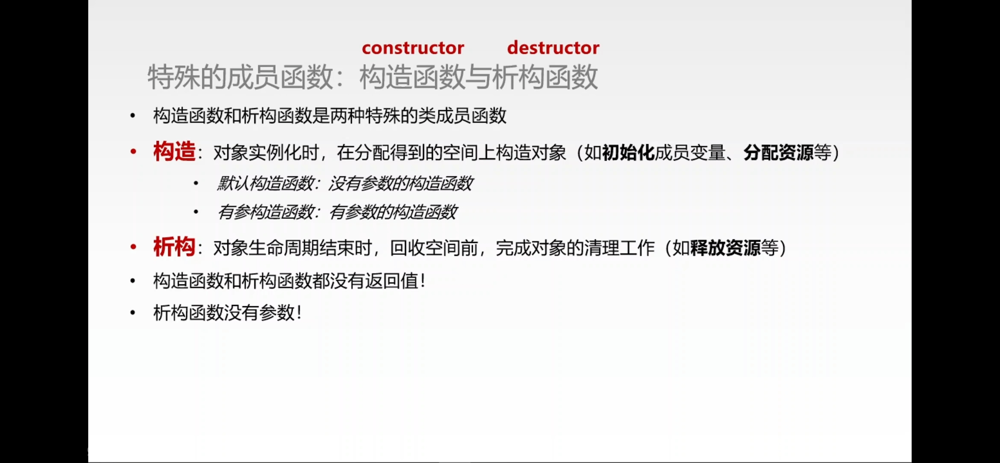 constructor destructor
特殊的成员函数：构造函数与析构函数
• 构造函数和析构函数是两种特殊的类成员函数
• 构造：对象实例化时，在分配得到的空间上构造对象（如初始化成员变量、分配资源等）
• 默认构造函数：没有参数的构造函数
• 有参构造函数：有参数的构造函数
• 析构：对象生命周期结束时，回收空间前，完成对象的清理工作（如释放资源等）
• 构造函数和析构函数都没有返回值！
• 析构函数没有参数！